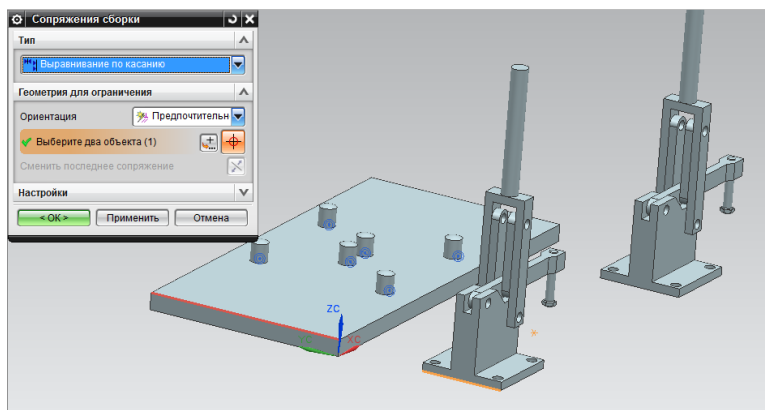 Сопряжения сборки
Тип
Выравнивание по касанию
Геометрия для ограничения
Ориентация Предпочтительн
Выберите два объекта (1)
Сменить последнее сопряжение
Настройки
< OK > Применить Отмена
ZC
YC XC